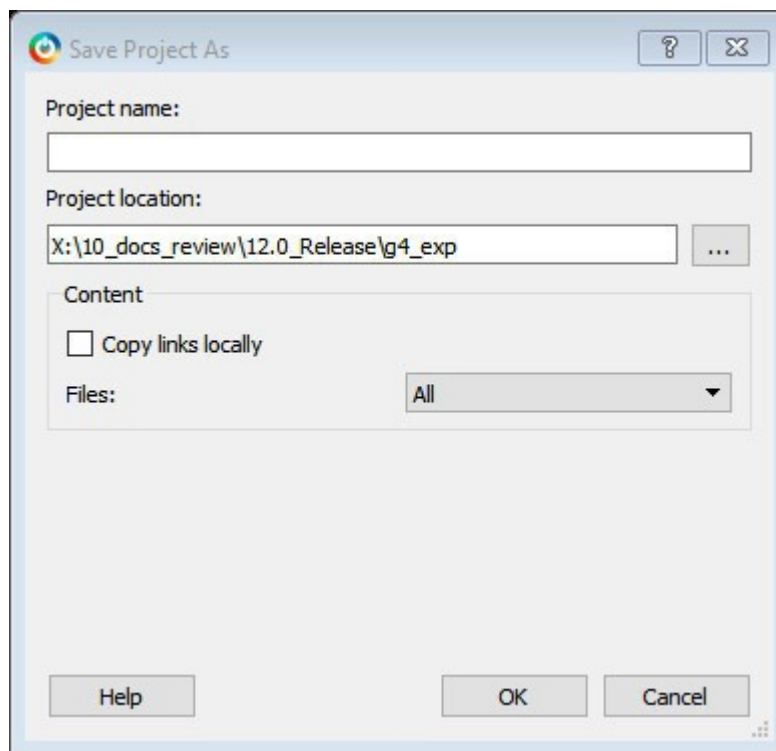 Save Project As
Project name:
Project location:
X:\10_docs_review\12.0_Release\g4_exp
...
Content
Copy links locally
Files:
All
Help
OK
Cancel